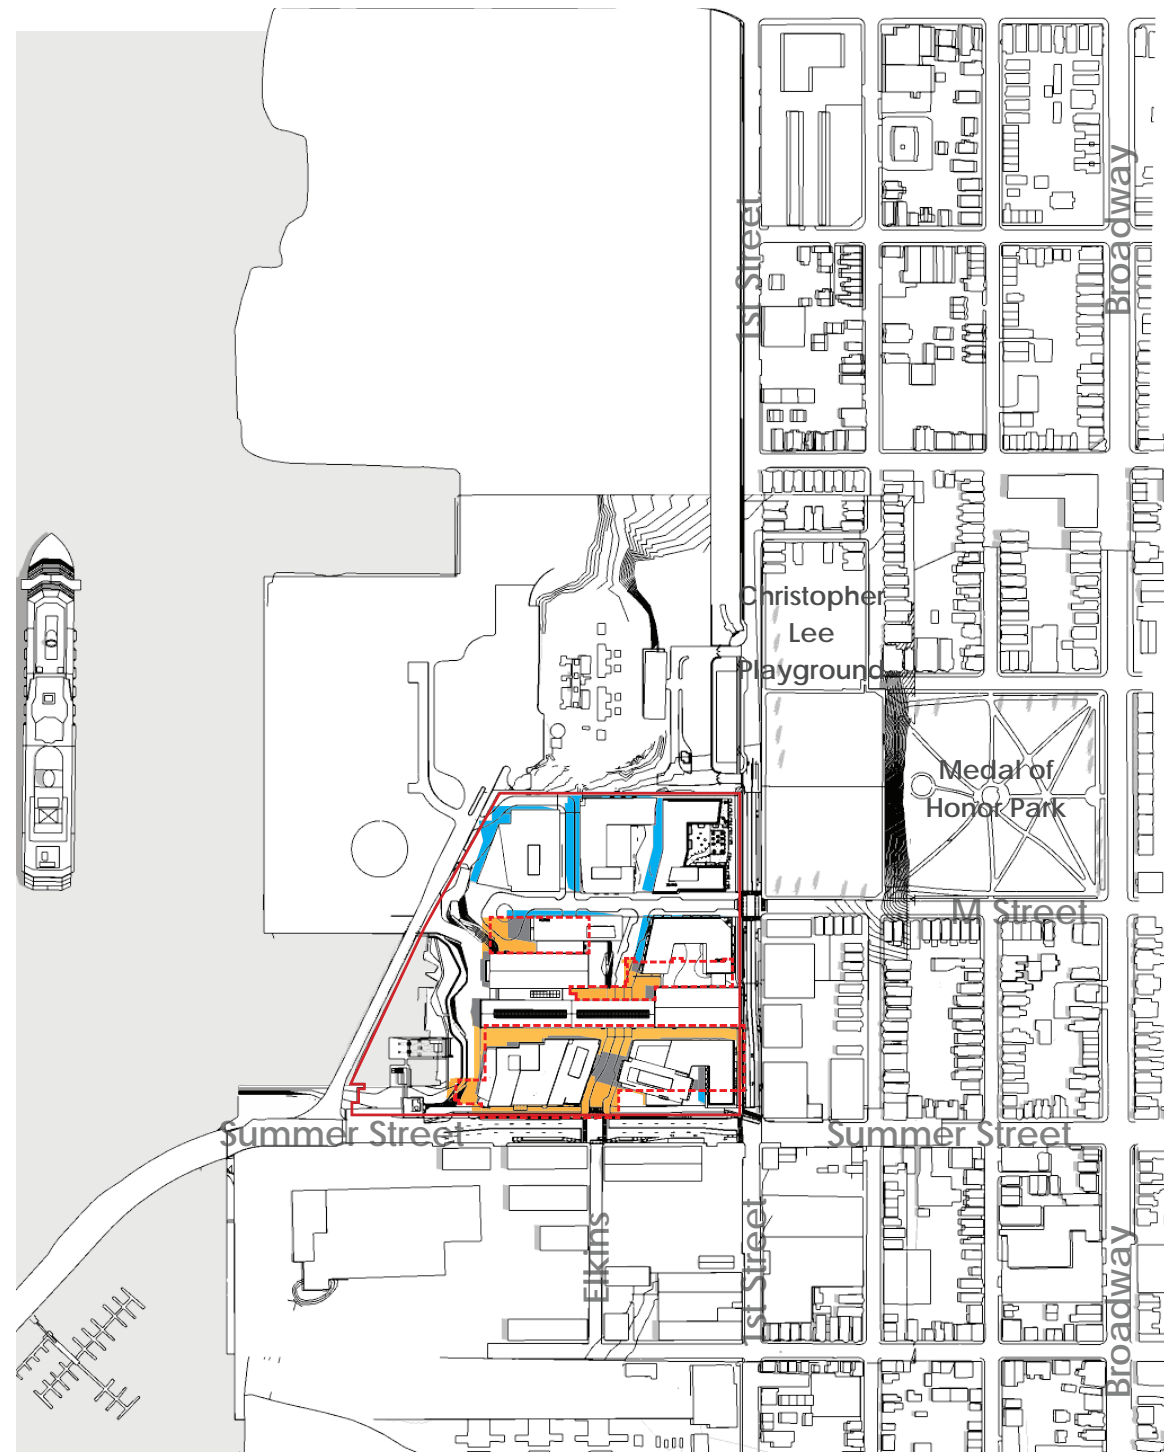 1st Street
Broadway
Christopher
Lee
Playground
Medal of
Honor Park
M Street
Summer Street
Summer Street
Elkins
1st Street
Broadway